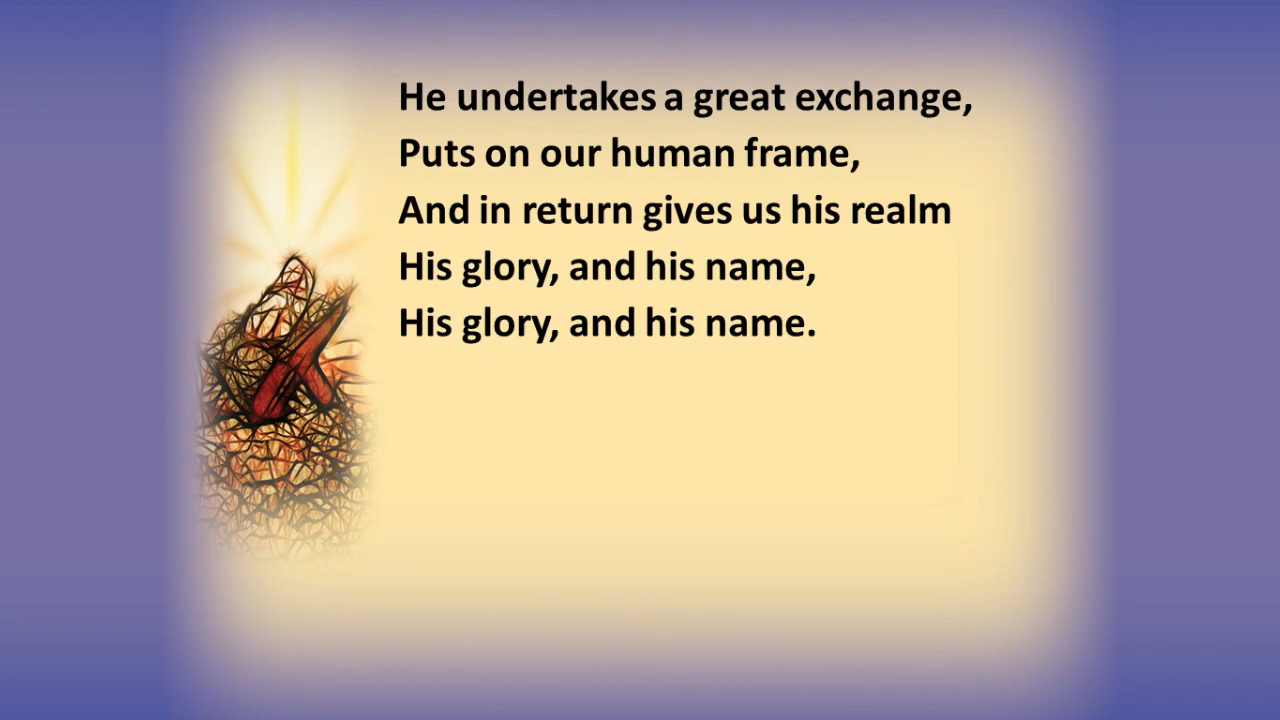 He undertakes a great exchange,
Puts on our human frame,
And in return gives us his realm
His glory, and his name,
His glory, and his name.